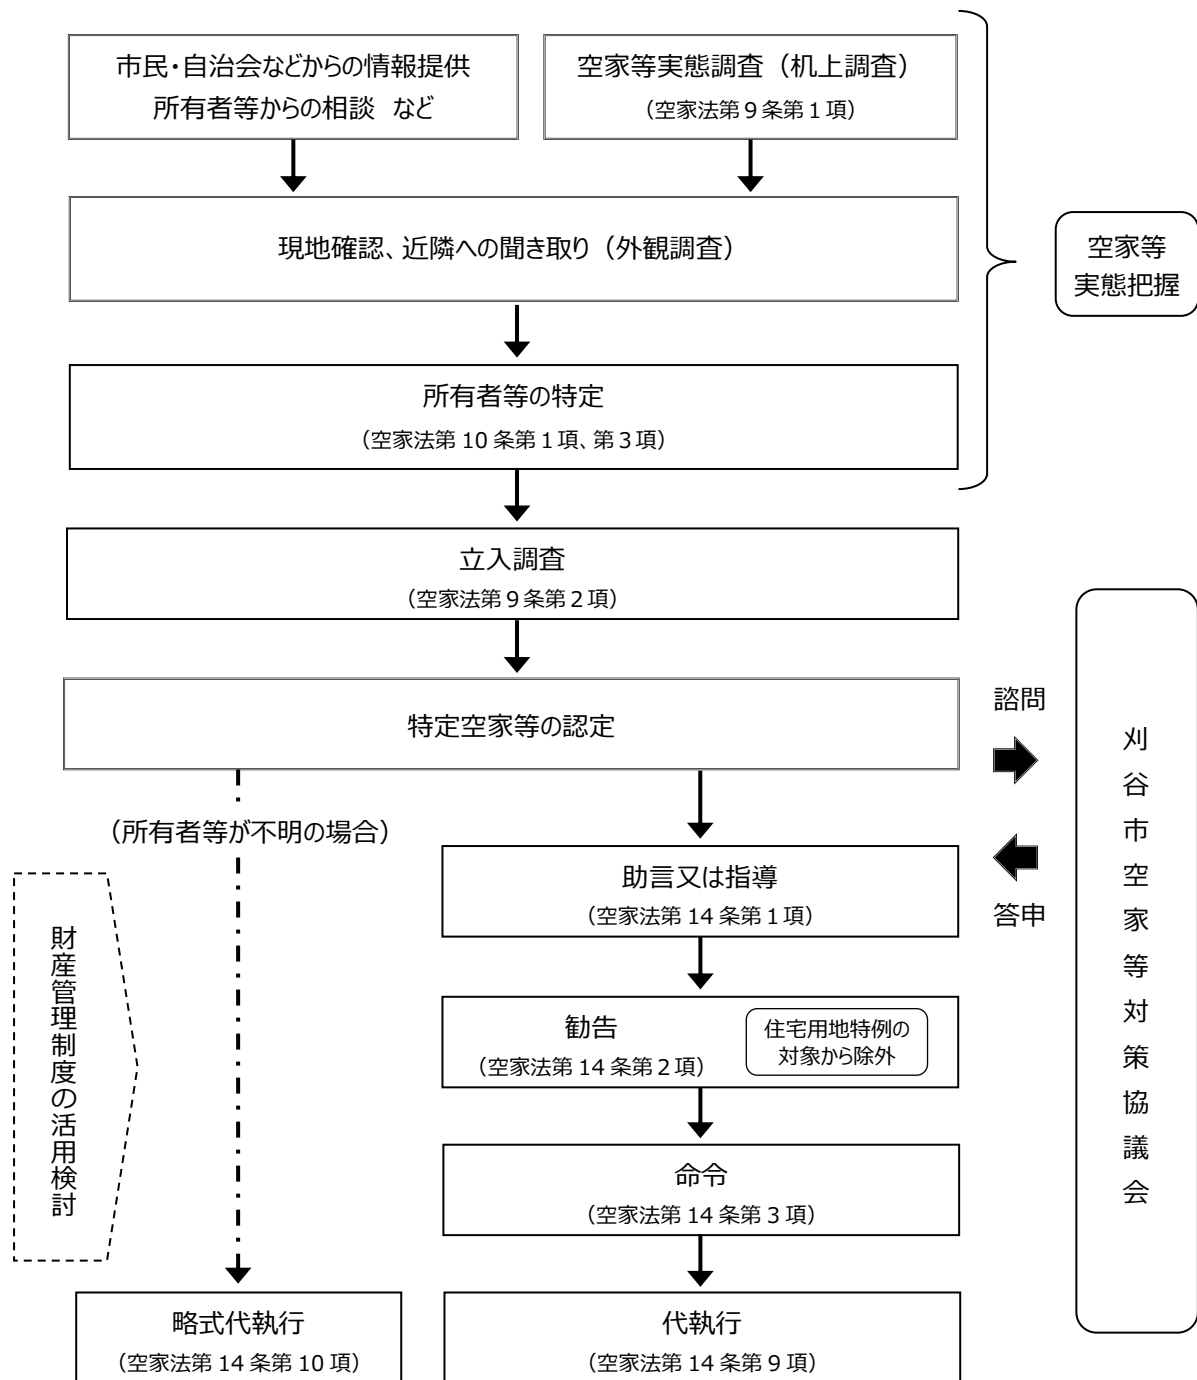 市民・自治会などからの情報提供
所有者等からの相談 など
空家等実態調査（机上調査）
（空家法第９条第１項）
現地確認、近隣への聞き取り（外観調査）
空家等
実態把握
所有者等の特定
（空家法第 10 条第１項、第３項）
立入調査
（空家法第９条第２項）
特定空家等の認定
諮問
答申
刈谷市空家等対策協議会
（所有者等が不明の場合）
財産管理制度の活用検討
助言又は指導
（空家法第 14 条第１項）
勧告
（空家法第 14 条第２項）
住宅用地特例の
対象から除外
命令
（空家法第 14 条第３項）
略式代執行
（空家法第 14 条第 10 項）
代執行
（空家法第 14 条第９項）